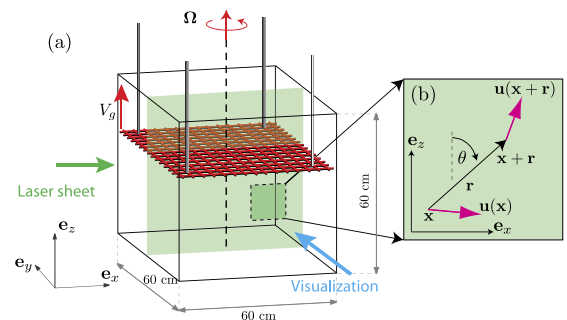 (a)
Ω
V_g
Laser sheet
e_z
e_y
e_x
60 cm
60 cm
60 cm
Visualization
(b)
u(x + r)
e_z
θ
x + r
r
x
u(x)
e_x